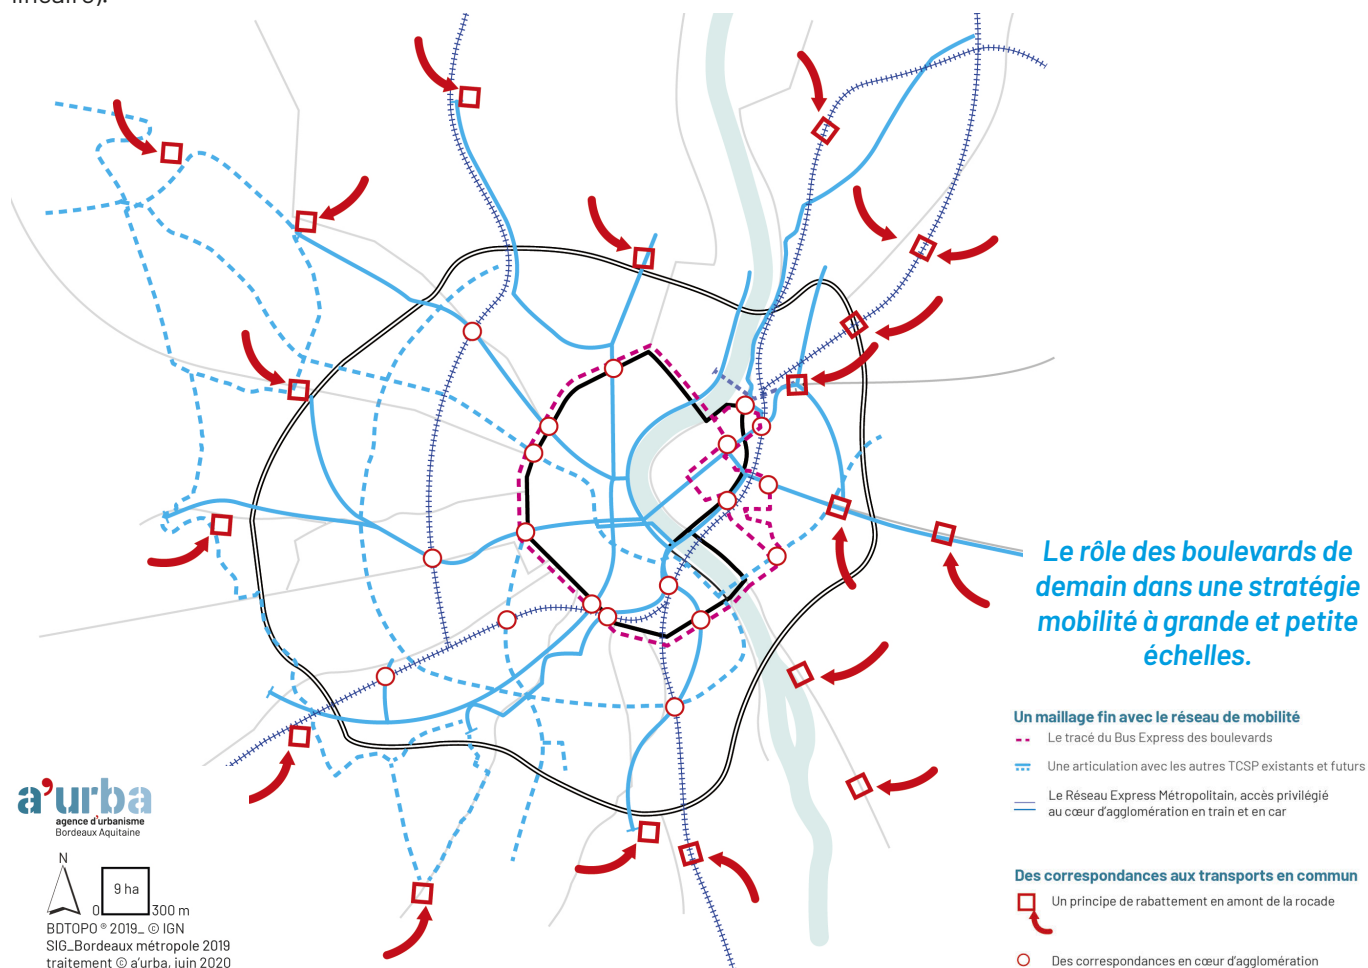 Le rôle des boulevards de
demain dans une stratégie
mobilité à grande et petite
échelles.
Un maillage fin avec le réseau de mobilité
Le tracé du Bus Express des boulevards
Une articulation avec les autres TCSP existants et futurs
Le Réseau Express Métropolitain, accès privilégié
au cœur d'agglomération en train et en car
Des correspondances aux transports en commun
Un principe de rabattement en amont de la rocade
Des correspondances en cœur d'agglomération
a'urba
agence d'urbanisme
Bordeaux Aquitaine
N
9 ha
0 300 m
BDTOPO ® 2019_ © IGN
SIG_Bordeaux métropole 2019
traitement © a'urba, juin 2020